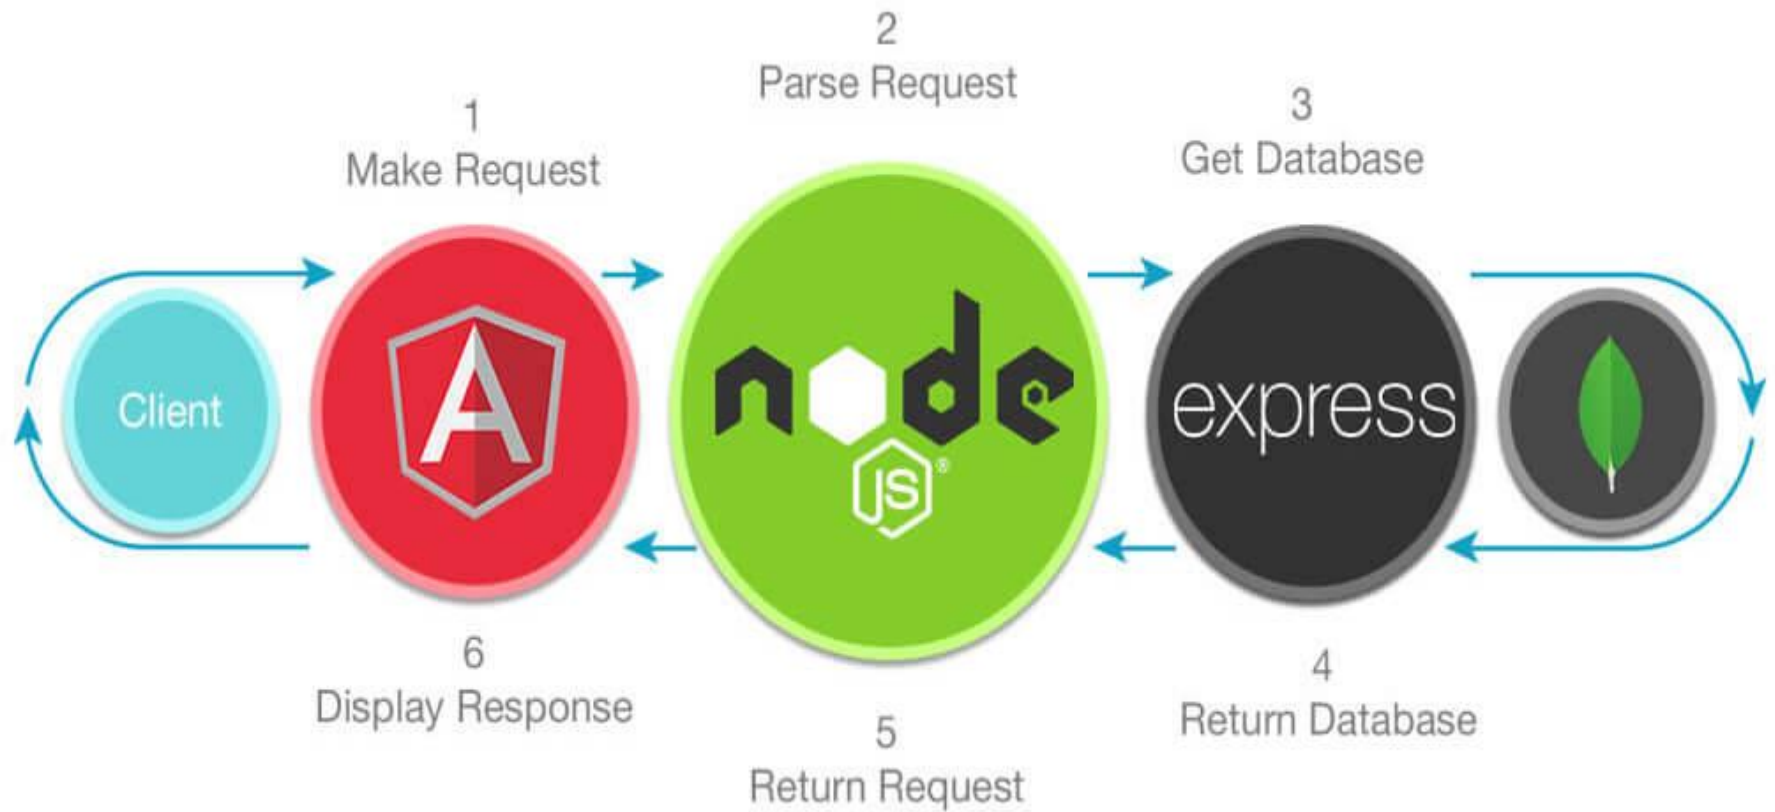 1
Make Request
2
Parse Request
3
Get Database
Client
A
node
JS®
express
6
Display Response
5
Return Request
4
Return Database